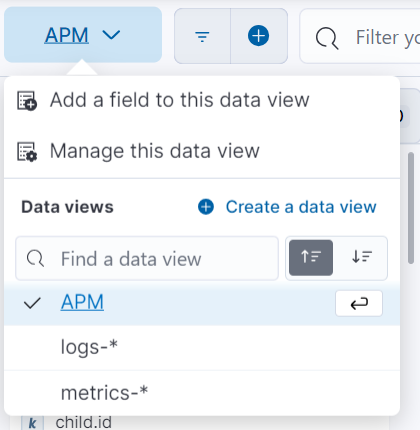 APM
Filter yo
Add a field to this data view
Manage this data view
Data views
Create a data view
Find a data view
APM
logs-*
metrics-*
k child.id